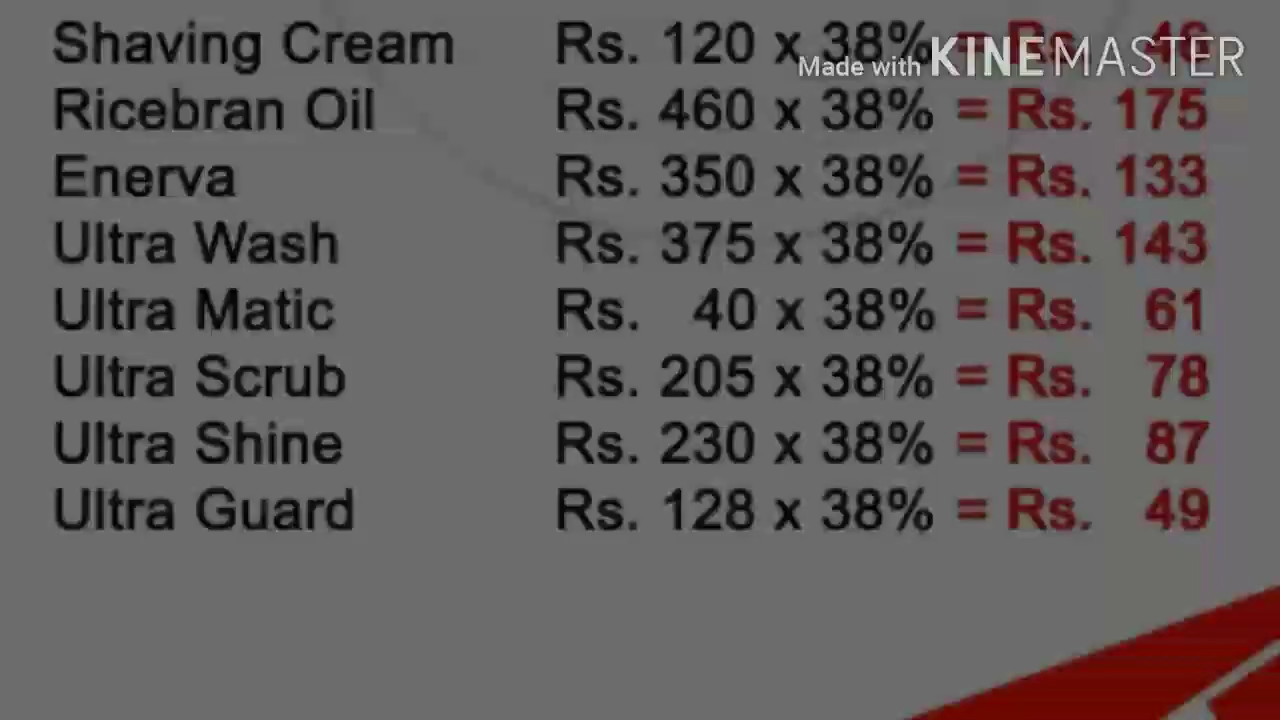 Shaving Cream Rs. 120 x 38% = Rs. 46
Made with KINEMASTER
Ricebran Oil Rs. 460 x 38% = Rs. 175
Enerva Rs. 350 x 38% = Rs. 133
Ultra Wash Rs. 375 x 38% = Rs. 143
Ultra Matic Rs. 40 x 38% = Rs. 61
Ultra Scrub Rs. 205 x 38% = Rs. 78
Ultra Shine Rs. 230 x 38% = Rs. 87
Ultra Guard Rs. 128 x 38% = Rs. 49